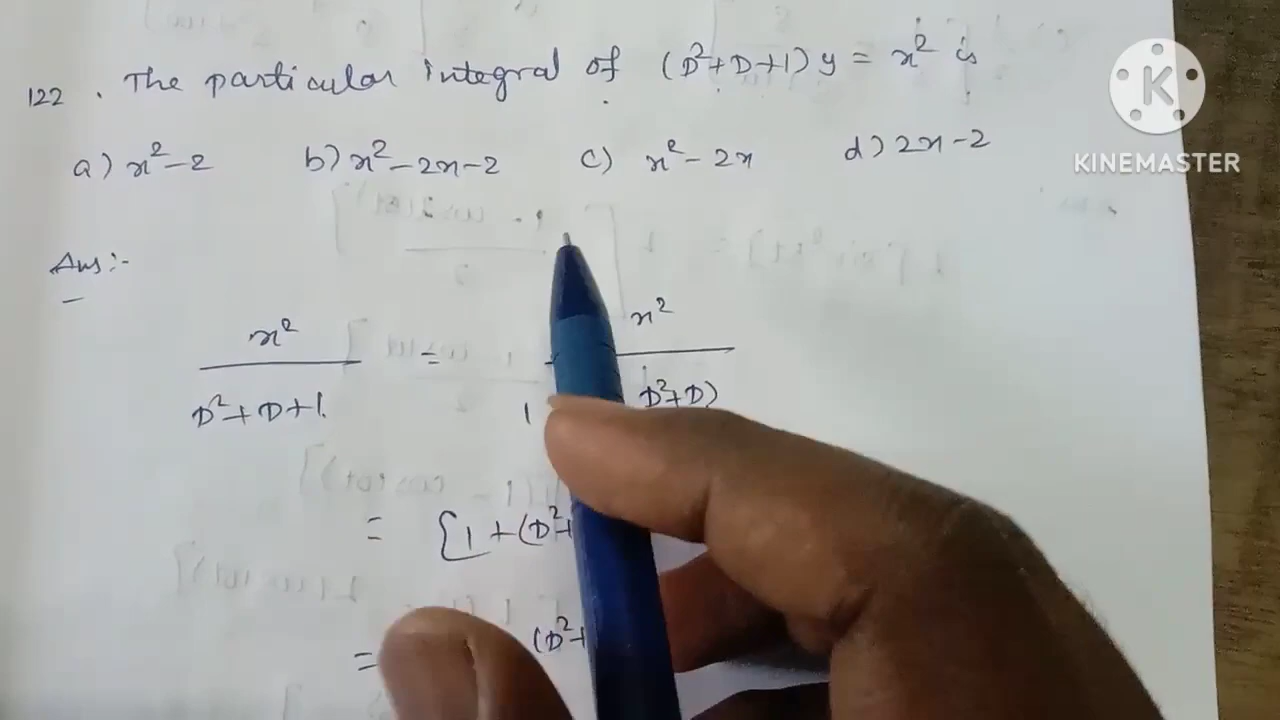 122. The particular integral of (D²+D+1)y = x² is
a) x²-2 b) x²-2x-2 c) x²-2x d) 2x-2
KINEMASTER
Ans:-
x² = x²
D²+D+1 1 D²+D)
= [1+(D²+
= (D²+